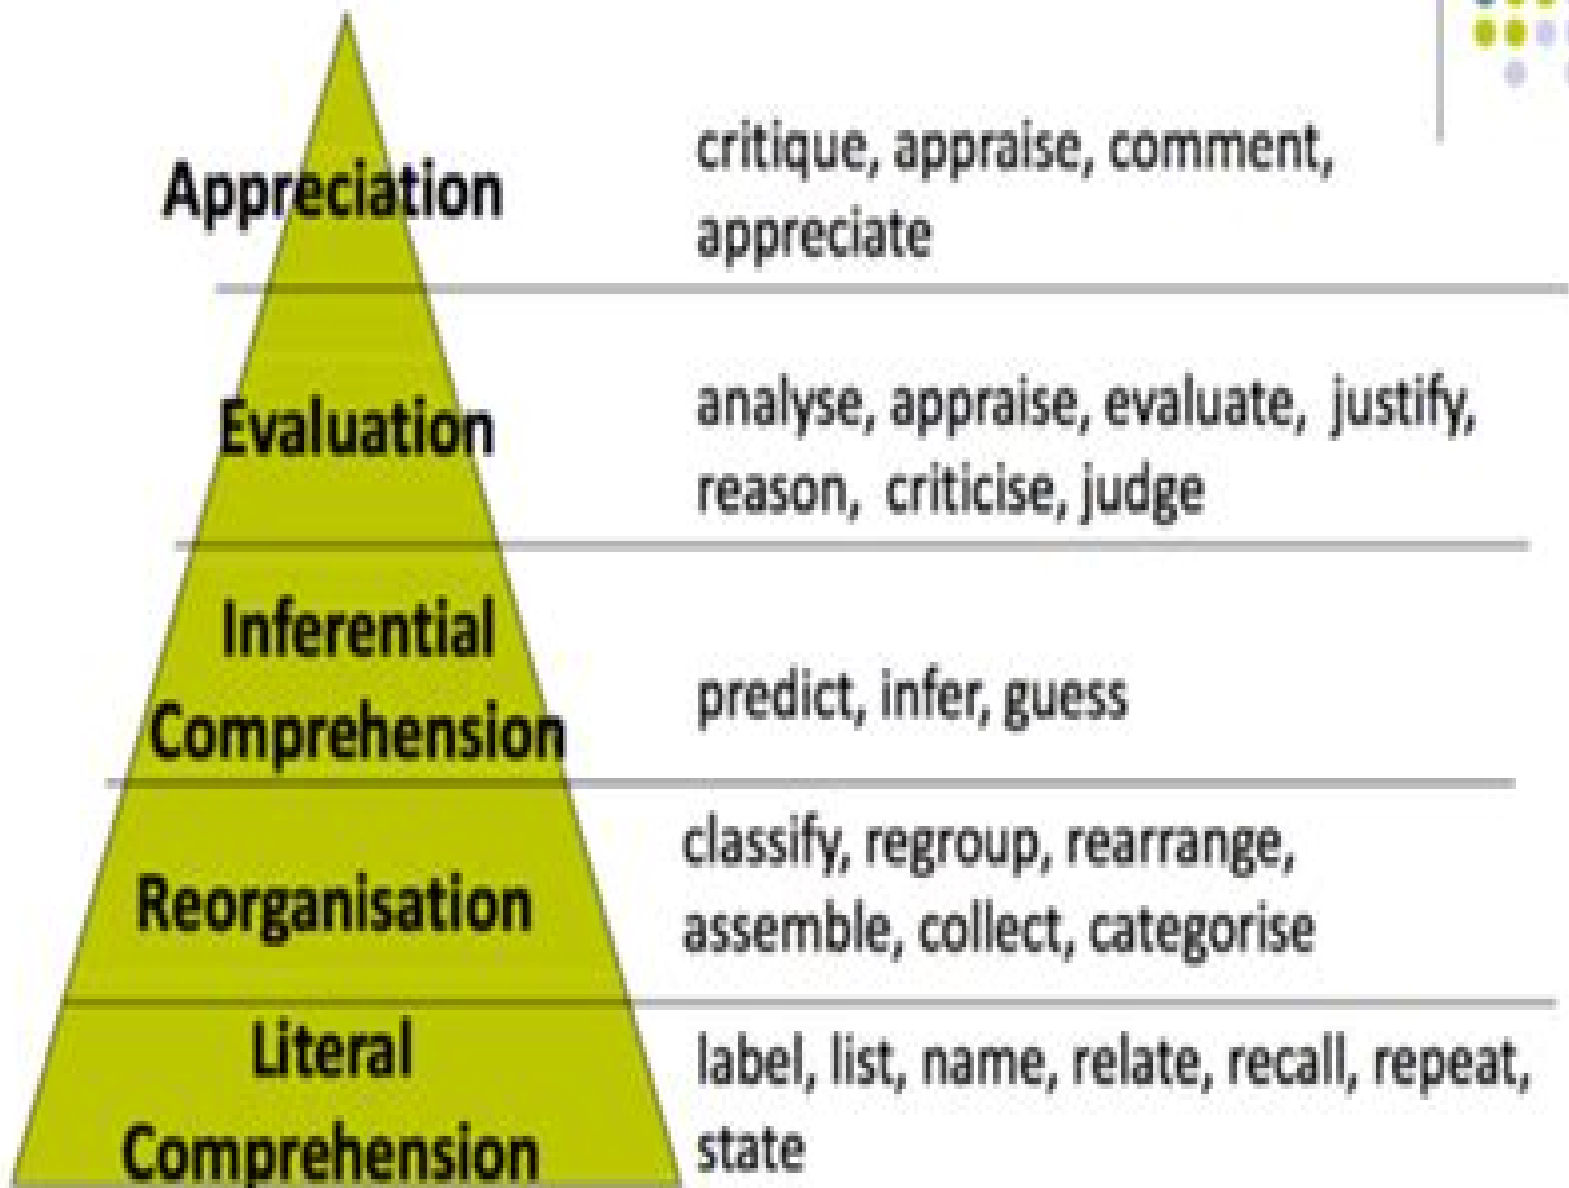 Appreciation
critique, appraise, comment,
appreciate
Evaluation
analyse, appraise, evaluate, justify,
reason, criticise, judge
Inferential
Comprehension
predict, infer, guess
Reorganisation
classify, regroup, rearrange,
assemble, collect, categorise
Literal
Comprehension
label, list, name, relate, recall, repeat,
state